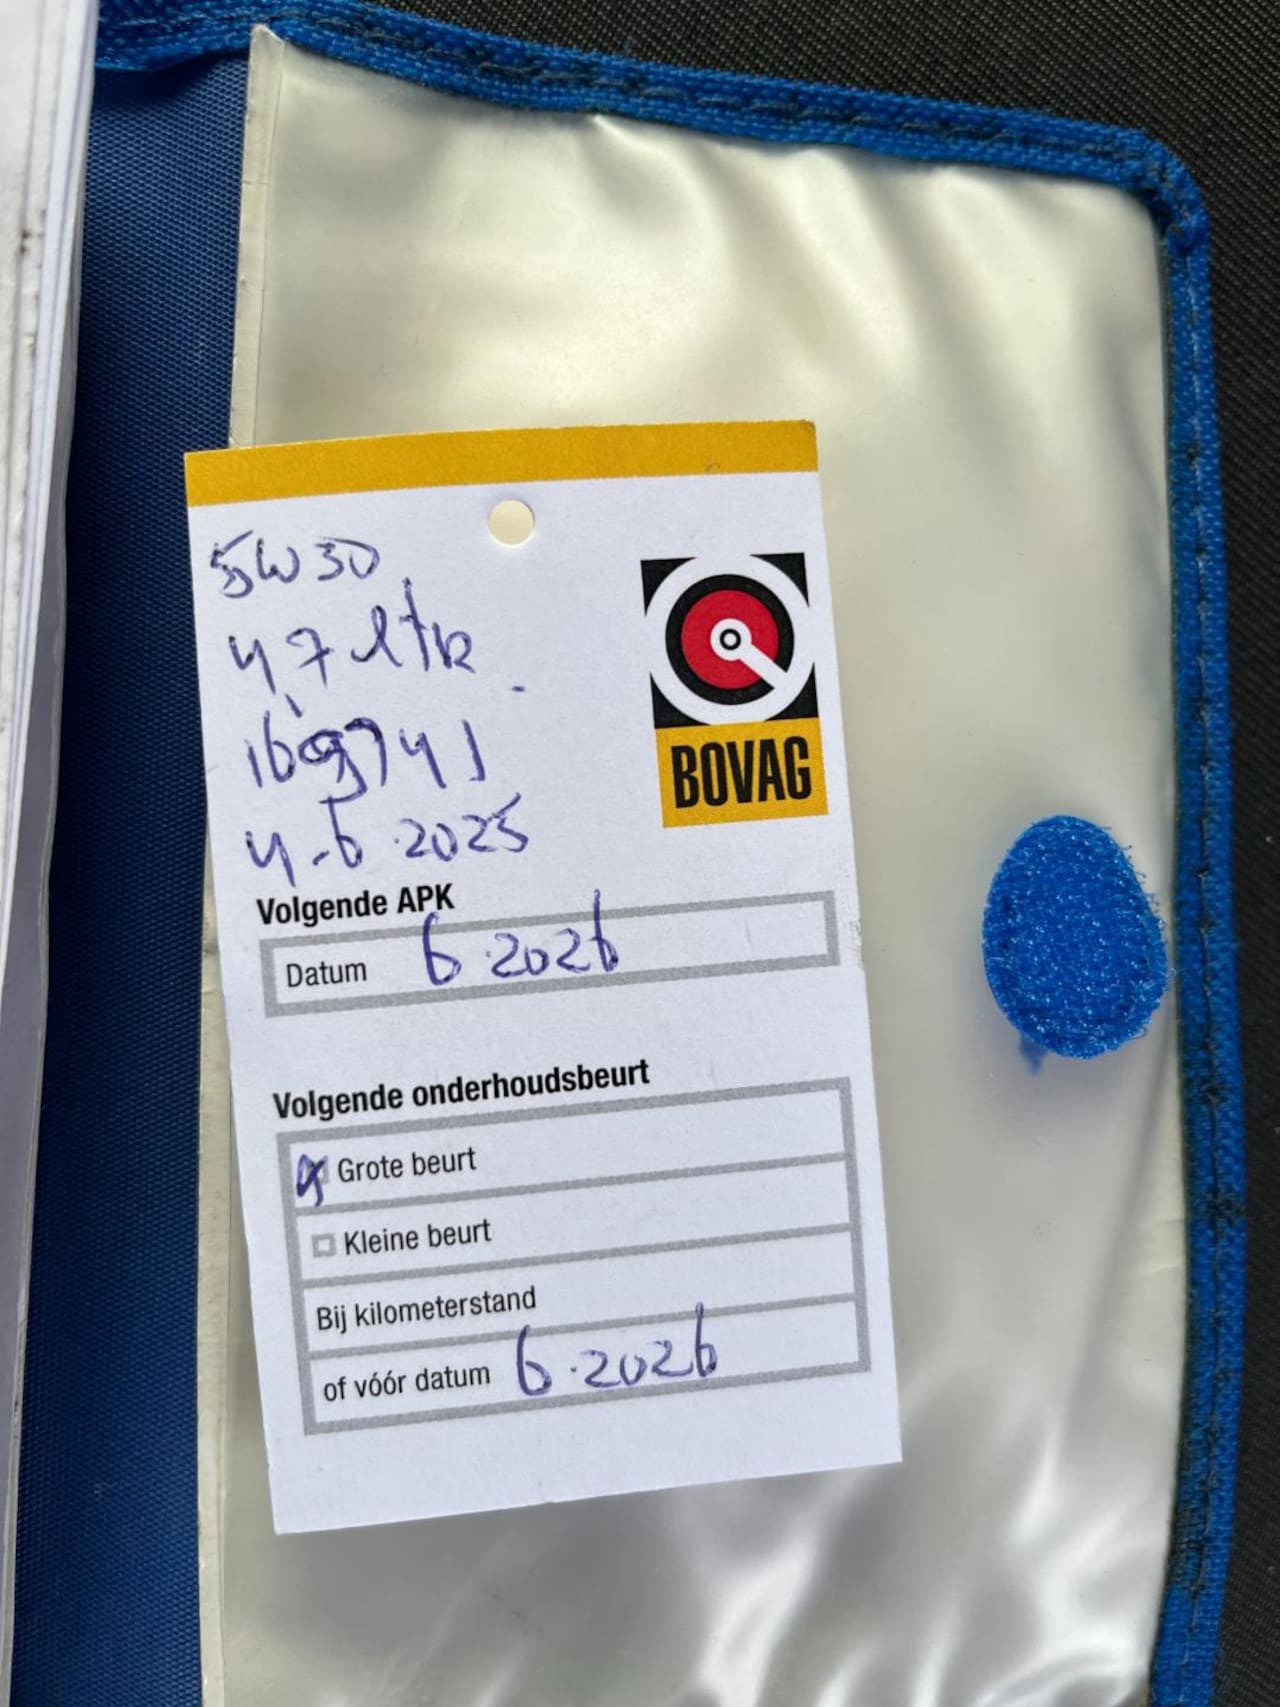 5W30
4,7 ltr
169741
4-6-2025
BOVAG
Volgende APK
Datum 6-2026
Volgende onderhoudsbeurt
Grote beurt
Kleine beurt
Bij kilometerstand
of vóór datum 6-2026